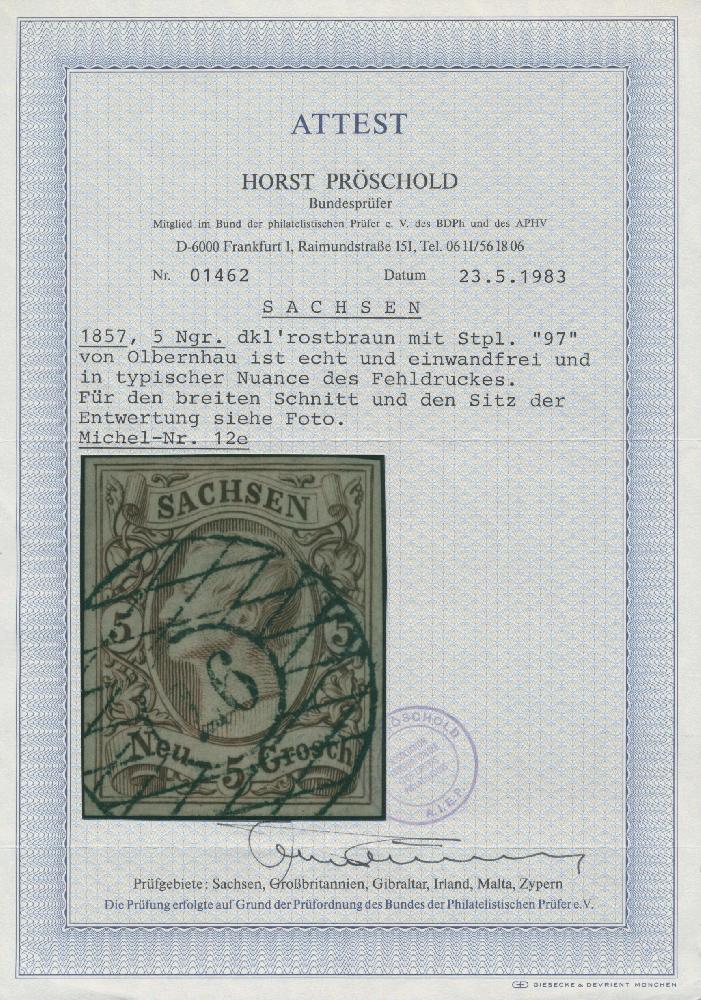 ATTEST
HORST PRÖSCHOLD
Bundesprüfer
Mitglied im Bund der philatelistischen Prüfer e. V. des BDPh und des APHV
D-6000 Frankfurt 1, Raimundstraße 151, Tel. 06 11/56 18 06
Nr. 01462 Datum 23.5.1983
SACHSEN
1857, 5 Ngr. dkl'rostbraun mit Stpl. "97"
von Olbernhau ist echt und einwandfrei und
in typischer Nuance des Fehldruckes.
Für den breiten Schnitt und den Sitz der
Entwertung siehe Foto.
Michel-Nr. 12e
SACHSEN
5 5
Neu 5 Grosch
ÖSCHOLD
A.I.E.P.
Prüfgebiete: Sachsen, Großbritannien, Gibraltar, Irland, Malta, Zypern
Die Prüfung erfolgte auf Grund der Prüfordnung des Bundes der Philatelistischen Prüfer e.V.
GIESECKE & DEVRIENT MÜNCHEN